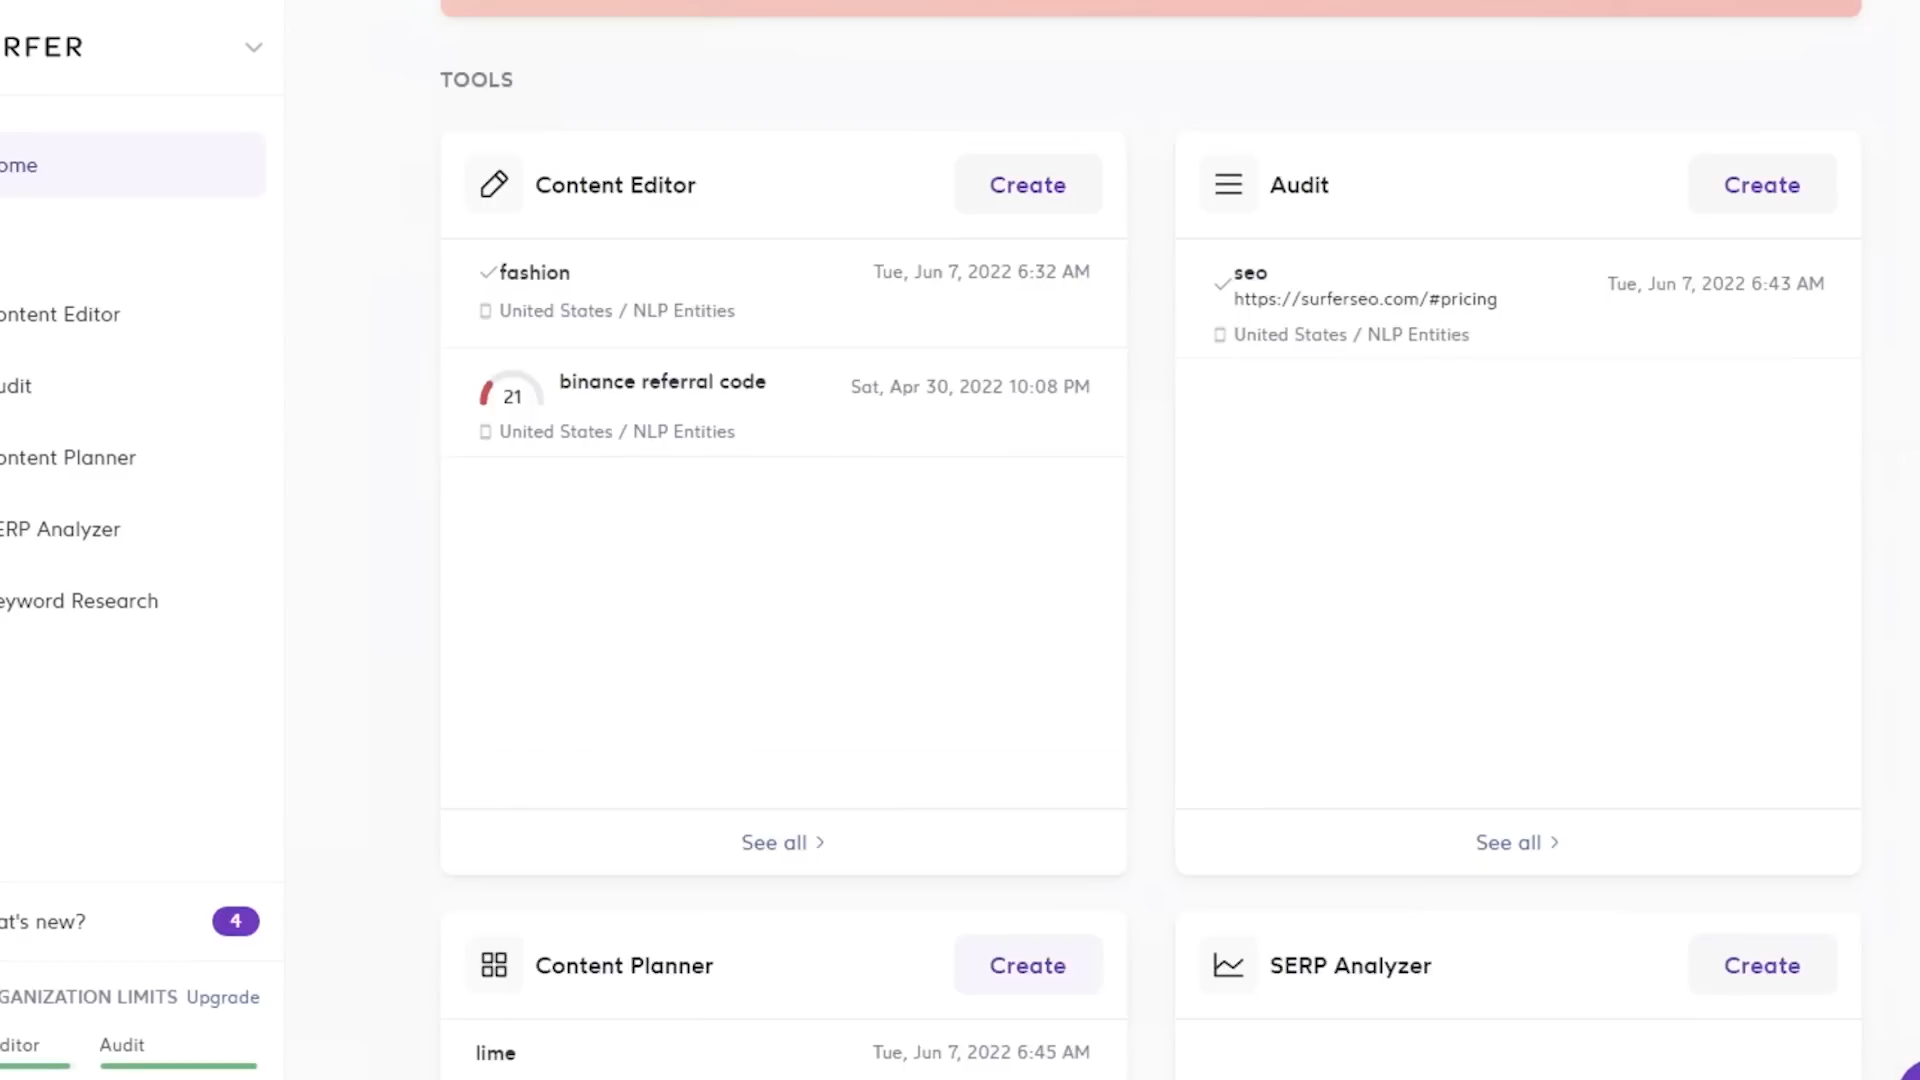 RFER
ome
ontent Editor
udit
ontent Planner
ERP Analyzer
eyword Research
at's new?
4
GANIZATION LIMITS Upgrade
ditor
Audit
TOOLS
Content Editor
Create
fashion
Tue, Jun 7, 2022 6:32 AM
United States / NLP Entities
21
binance referral code
Sat, Apr 30, 2022 10:08 PM
United States / NLP Entities
See all
Audit
Create
seo
https://surferseo.com/#pricing
Tue, Jun 7, 2022 6:43 AM
United States / NLP Entities
See all
Content Planner
Create
lime
Tue, Jun 7, 2022 6:45 AM
SERP Analyzer
Create